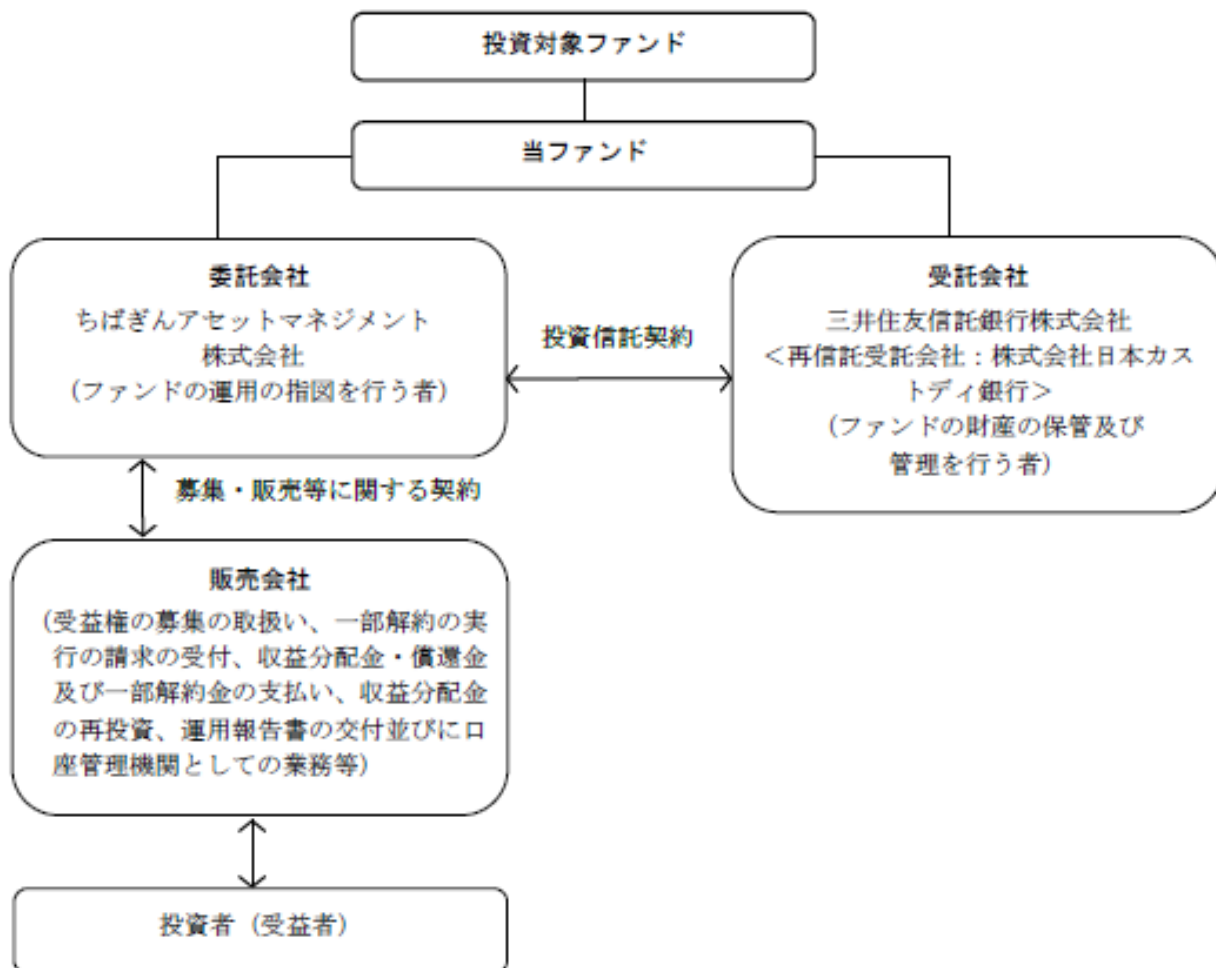 投資対象ファンド
当ファンド
委託会社
ちばぎんアセットマネジメント
株式会社
(ファンドの運用の指図を行う者)
投資信託契約
受託会社
三井住友信託銀行株式会社
<再信託受託会社:株式会社日本カス
トディ銀行>
(ファンドの財産の保管及び
管理を行う者)
募集・販売等に関する契約
販売会社
(受益権の募集の取扱い、一部解約の実
行の請求の受付、収益分配金・償還金
及び一部解約金の支払い、収益分配金
の再投資、運用報告書の交付並びに口
座管理機関としての業務等)
投資者(受益者)